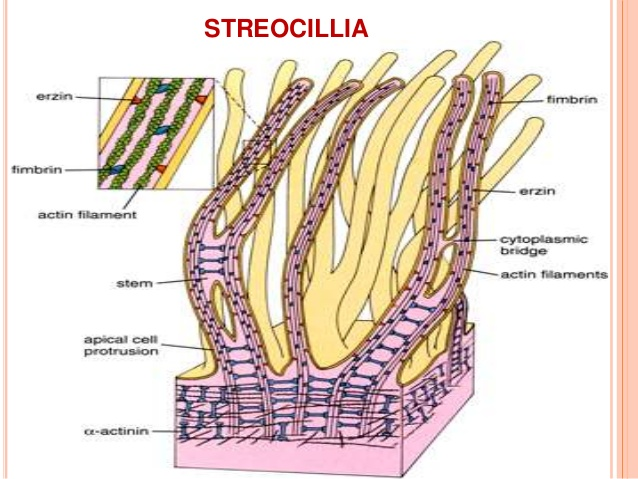 STREOCILLIA
erzin
fimbrin
actin filament
stem
apical cell
protrusion
α-actinin
fimbrin
erzin
cytoplasmic
bridge
actin filaments